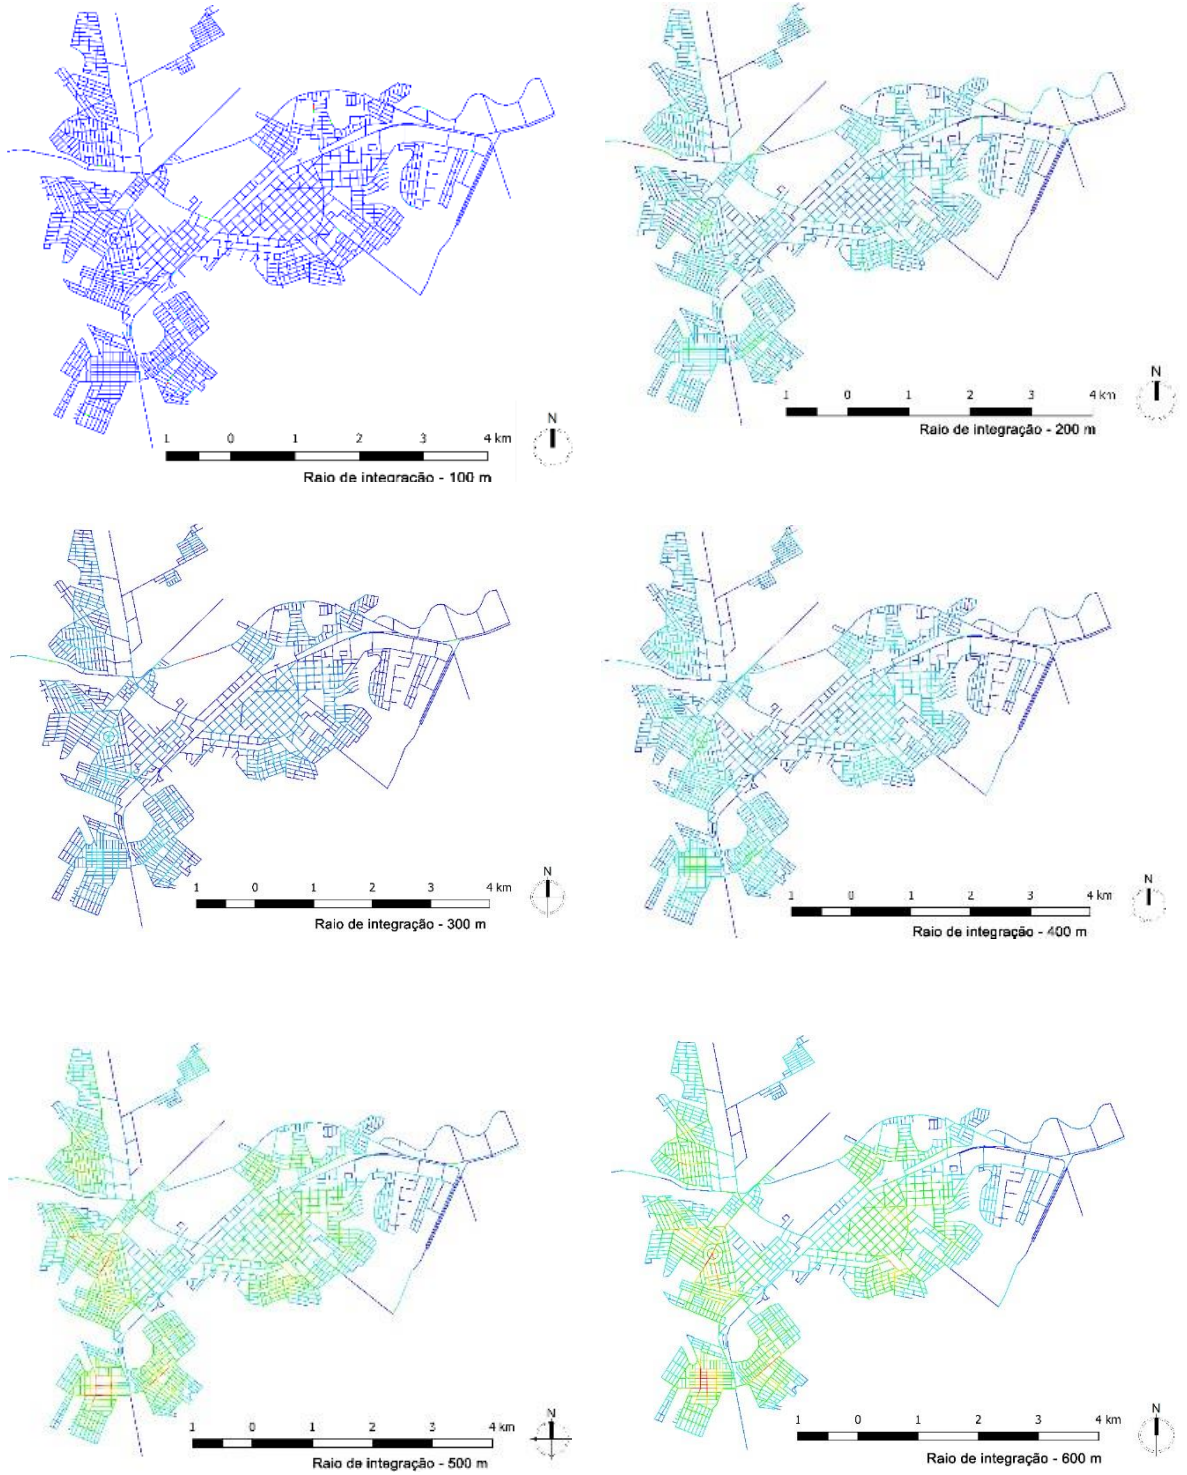 N
1 0 1 2 3 4 km
Raio de integração - 100 m
N
1 0 1 2 3 4 km
Raio de integração - 200 m
N
1 0 1 2 3 4 km
Raio de integração - 300 m
N
1 0 1 2 3 4 km
Raio de integração - 400 m
N
1 0 1 2 3 4 km
Raio de integração - 500 m
N
1 0 1 2 3 4 km
Raio de integração - 600 m